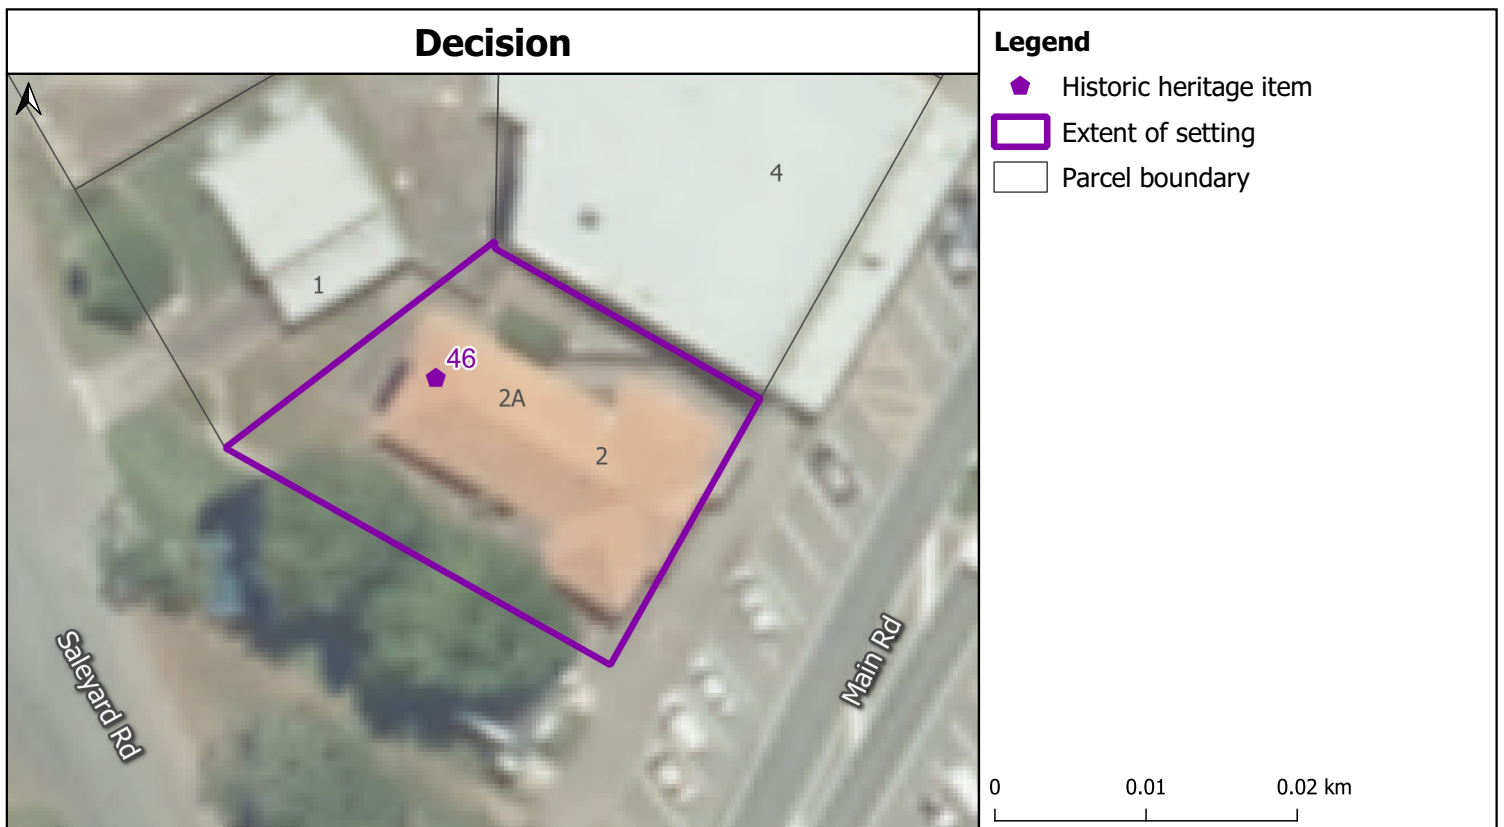 Decision
4
1
46
2A
2
Saleyard Rd
Main Rd
Legend
Historic heritage item
Extent of setting
Parcel boundary
0 0.01 0.02 km